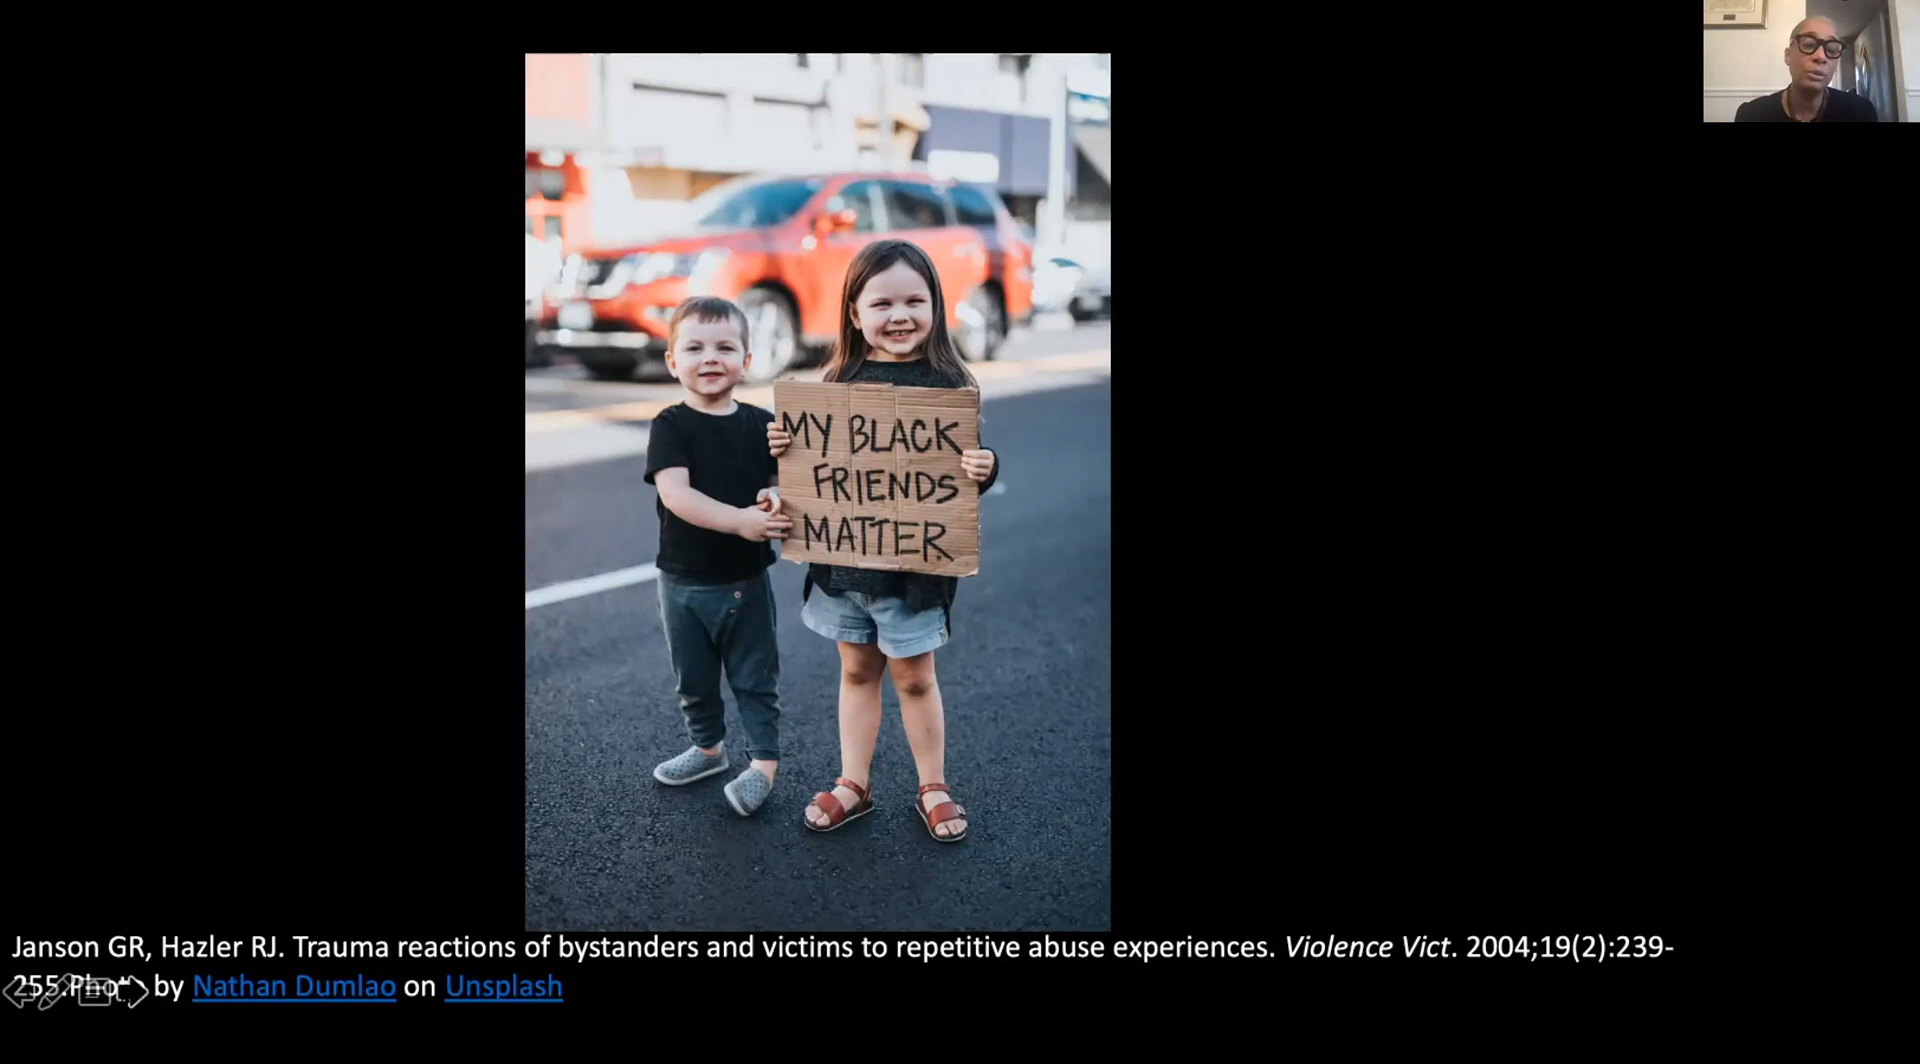 MY BLACK
FRIENDS
MATTER
Janson GR, Hazler RJ. Trauma reactions of bystanders and victims to repetitive abuse experiences. Violence Vict. 2004;19(2):239-
255. by Nathan Dumlao on Unsplash